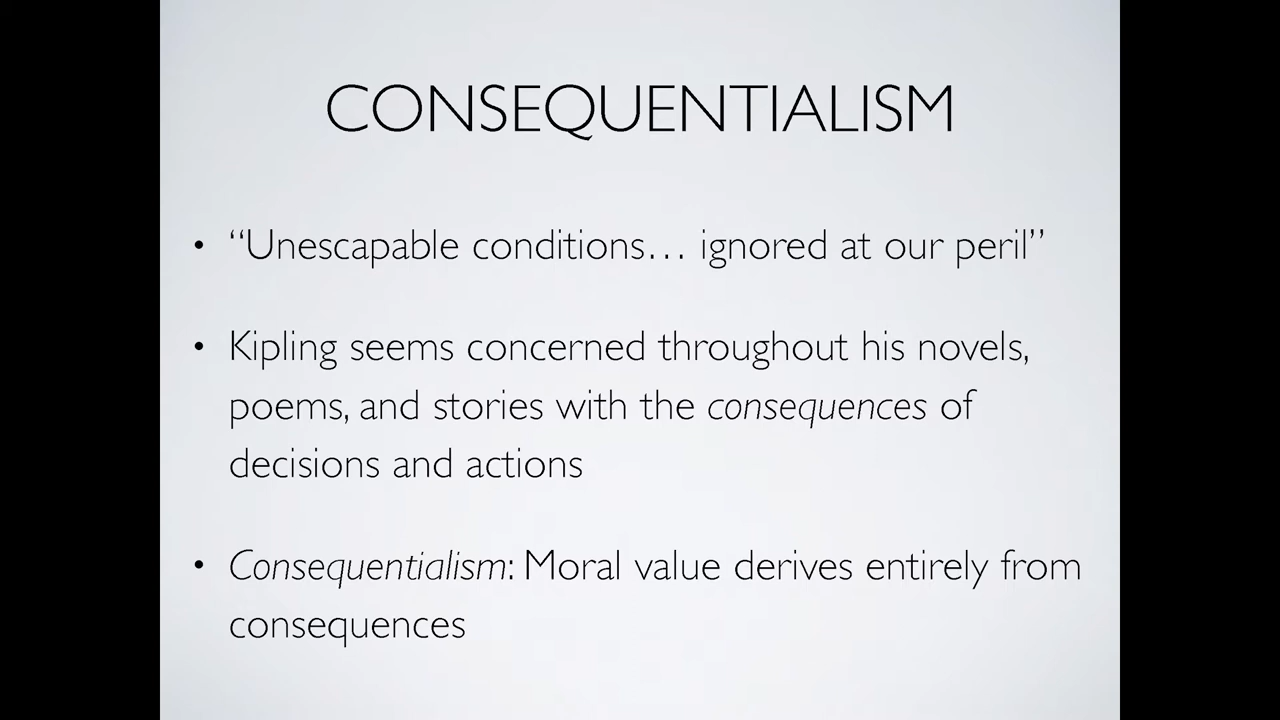 CONSEQUENTIALISM
• “Unescapable conditions… ignored at our peril”
• Kipling seems concerned throughout his novels,
poems, and stories with the consequences of
decisions and actions
• Consequentialism: Moral value derives entirely from
consequences